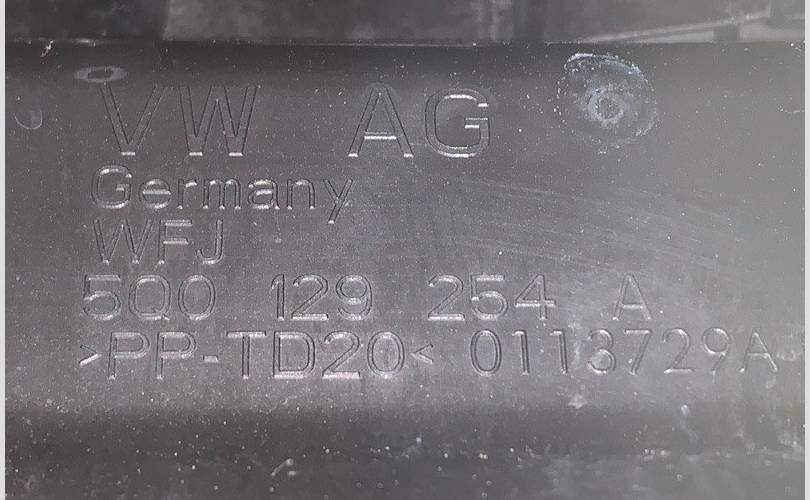 VW AG
Germany
WFJ
5Q0 129 254 A
>PP-TD20< 0113729A